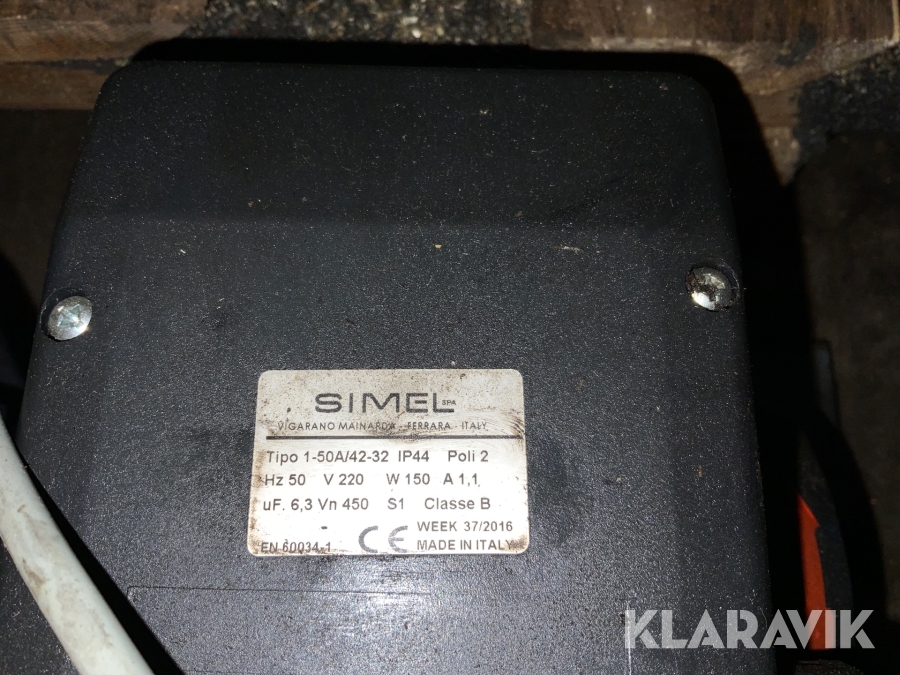 SIMEL SPA
VIGARANO MAINARDA - FERRARA - ITALY
Tipo 1-50A/42-32 IP44 Poli 2
Hz 50 V 220 W 150 A 1,1
uF. 6,3 Vn 450 S1 Classe B
WEEK 37/2016
EN 60034-1 CE MADE IN ITALY
KLARAVIK